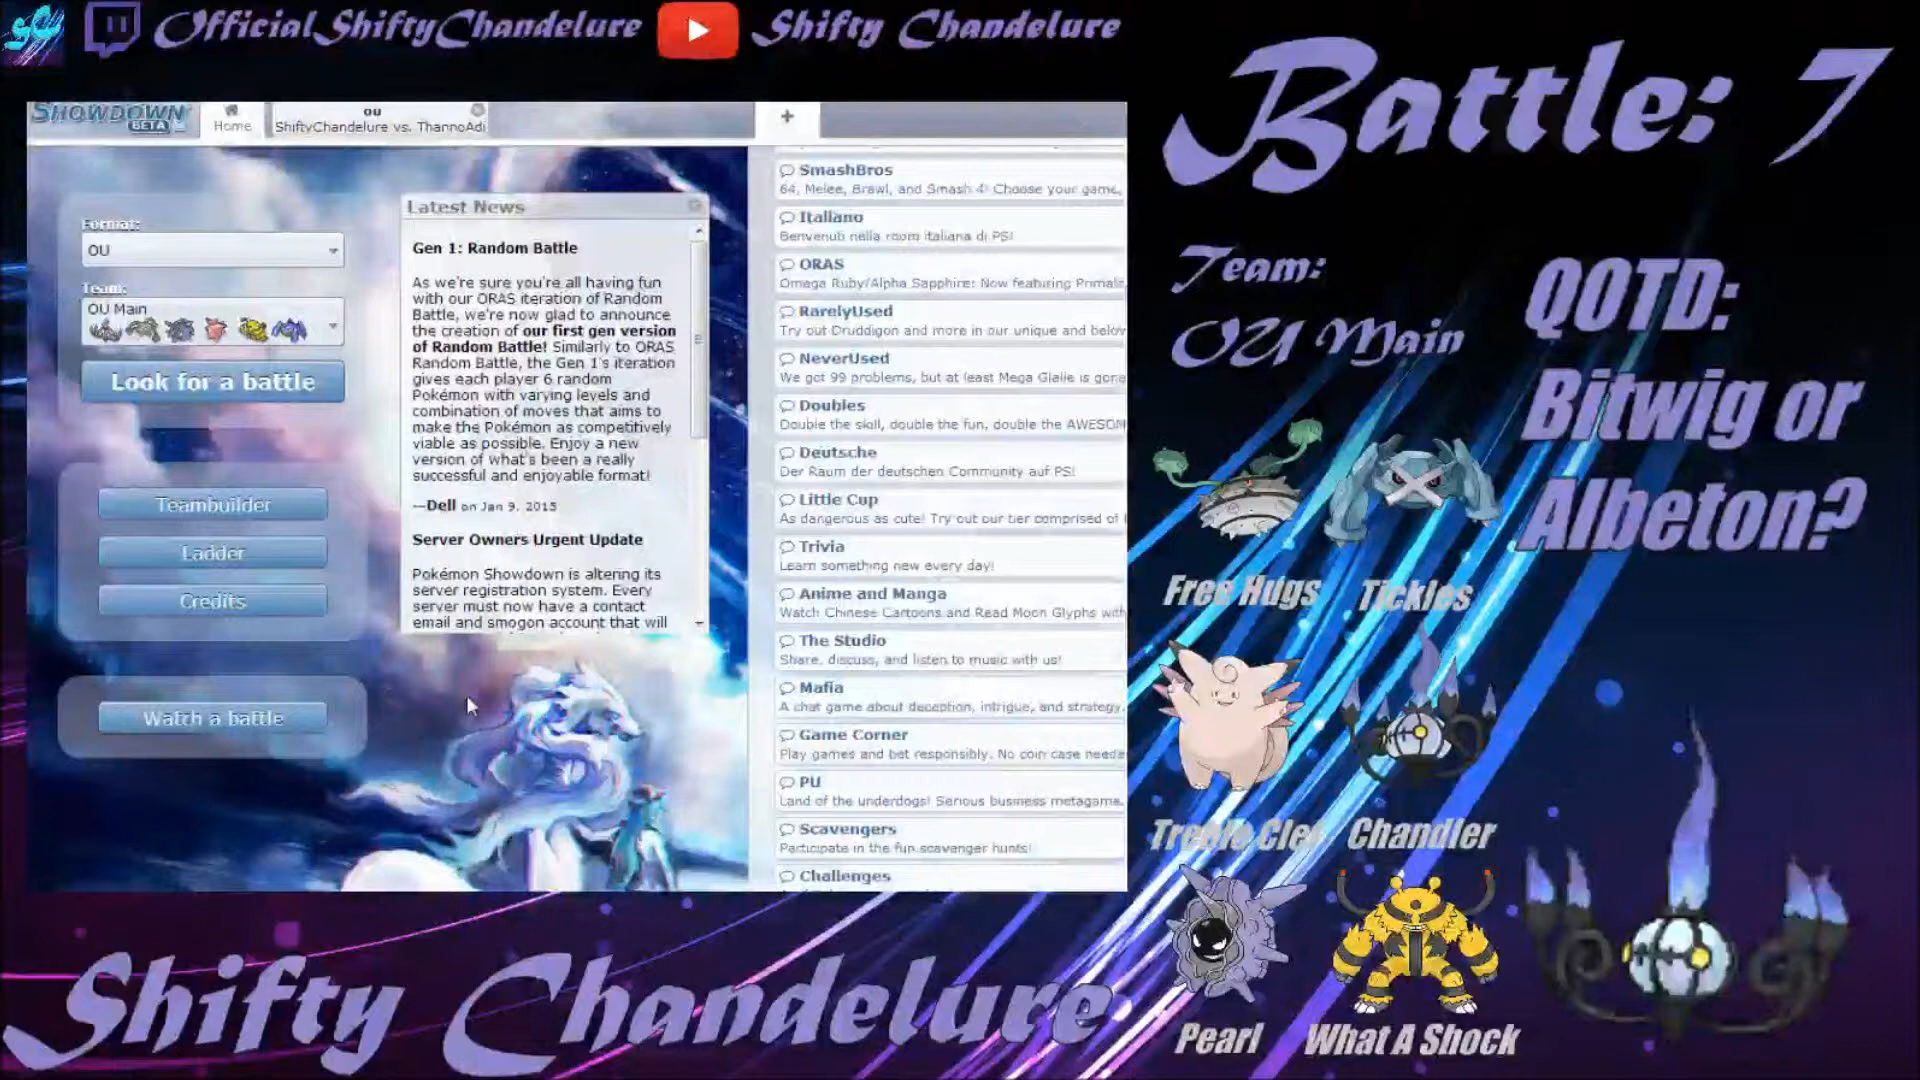 OfficialShiftyChandelure
Shifty Chandelure
SHOWDOWN
BETA
Home
OU
ShiftyChandelure vs. ThannoAdi
+
Format:
OU
Team:
OU Main
Look for a battle
Teambuilder
Ladder
Credits
Watch a battle
Latest News
Gen 1: Random Battle
As we're sure you're all having fun
with our ORAS iteration of Random
Battle, we're now glad to announce
the creation of our first gen version
of Random Battle! Similarly to ORAS
Random Battle, the Gen 1's iteration
gives each player 6 random
Pokémon with varying levels and
combination of moves that aims to
make the Pokémon as competitively
viable as possible. Enjoy a new
version of what's been a really
successful and enjoyable format!
—Dell on Jan 9, 2015
Server Owners Urgent Update
Pokémon Showdown is altering its
server registration system. Every
server must now have a contact
email and smogon account that will
SmashBros
64, Melee, Brawl, and Smash 4! Choose your game,
Italiano
Benvenuti nella room italiana di PS!
ORAS
Omega Ruby/Alpha Sapphire: Now featuring Primals
RarelyUsed
Try out Druddigon and more in our unique and belov
NeverUsed
We got 99 problems, but at least Mega Glalie is gone
Doubles
Double the skill, double the fun, double the AWESOM
Deutsche
Der Raum der deutschen Community auf PS!
Little Cup
As dangerous as cute! Try out our tier comprised of
Trivia
Learn something new every day!
Anime and Manga
Watch Chinese Cartoons and Read Moon Glyphs with
The Studio
Share, discuss, and listen to music with us!
Mafia
A chat game about deception, intrigue, and strategy.
Game Corner
Play games and bet responsibly. No coin case neede
PU
Land of the underdogs! Serious business metagame.
Scavengers
Participate in the fun scavenger hunts!
Challenges
Battle: 7
Team:
OU Main
QOTD:
Bitwig or
Albeton?
Free Hugs
Tickles
Treble Clef
Chandler
Pearl
What A Shock
Shifty Chandelure